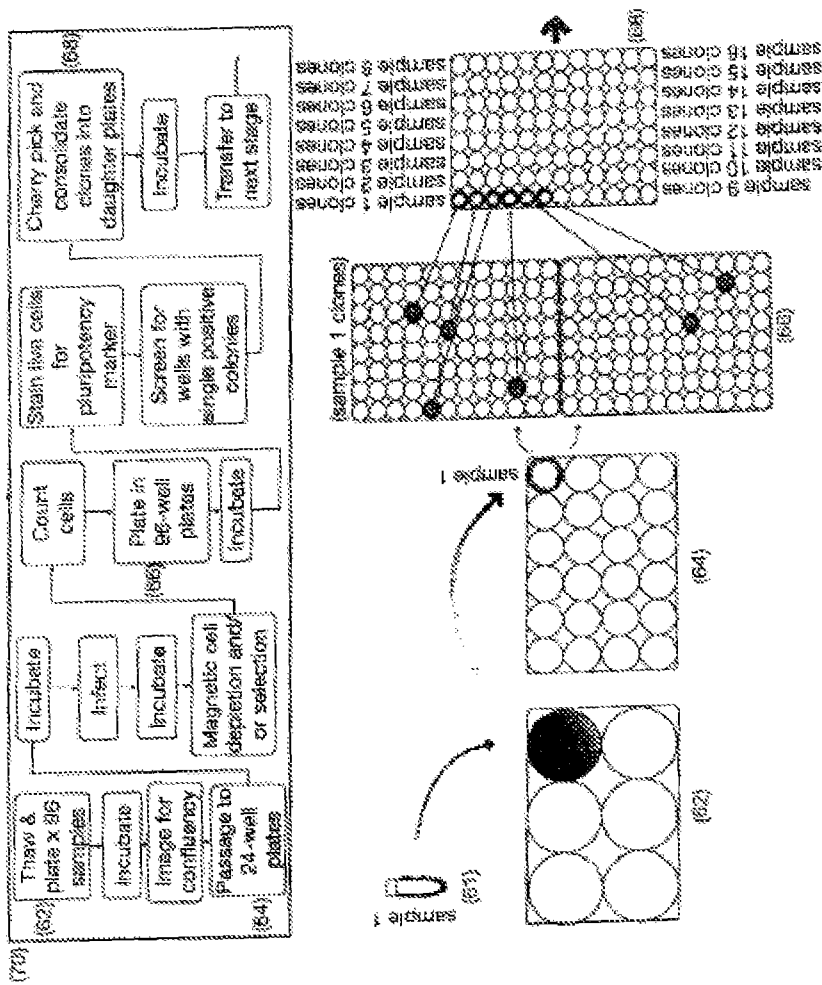 {70}
Thaw &
plate x 96
samples
{62}
Incubate
Image for
confluency
Passage to
24-well
plates
{64}
Incubate
Infect
Incubate
Magnetic cell
depletion and/
or selection
Count
cells
Plate in
96-well
plates
{66}
Incubate
Stain live cells
for
pluripotency
marker
Screen for
wells with
single positive
colonies
Cherry pick and
consolidate
clones into
daughter plates
{68}
Incubate
Transfer to
next stage
sample 1
{61}
{62}
sample 1
{64}
(sample 1 clones)
{66}
sample 1 clones
sample 2 clones
sample 3 clones
sample 4 clones
sample 5 clones
sample 6 clones
sample 7 clones
sample 8 clones
sample 9 clones
sample 10 clones
sample 11 clones
sample 12 clones
sample 13 clones
sample 14 clones
sample 15 clones
sample 16 clones
{68}